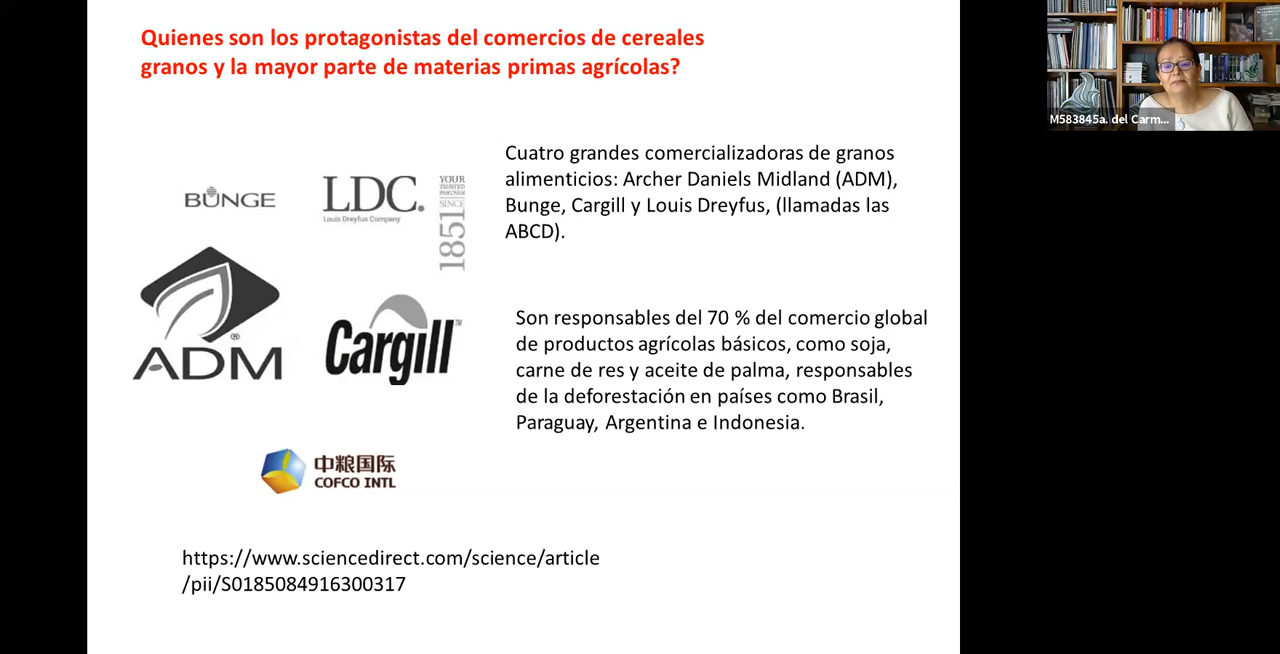 Quienes son los protagonistas del comercios de cereales
granos y la mayor parte de materias primas agrícolas?
M583845a. del Carm...
Cuatro grandes comercializadoras de granos
alimenticios: Archer Daniels Midland (ADM),
Bunge, Cargill y Louis Dreyfus, (llamadas las
ABCD).
BUNGE
LDC.
Louis Dreyfus Company
YOUR
TRUSTED
PARTNER
SINCE
1851
ADM
®
Cargill
TM
Son responsables del 70 % del comercio global
de productos agrícolas básicos, como soja,
carne de res y aceite de palma, responsables
de la deforestación en países como Brasil,
Paraguay, Argentina e Indonesia.
中粮国际
COFCO INTL
https://www.sciencedirect.com/science/article
/pii/S0185084916300317